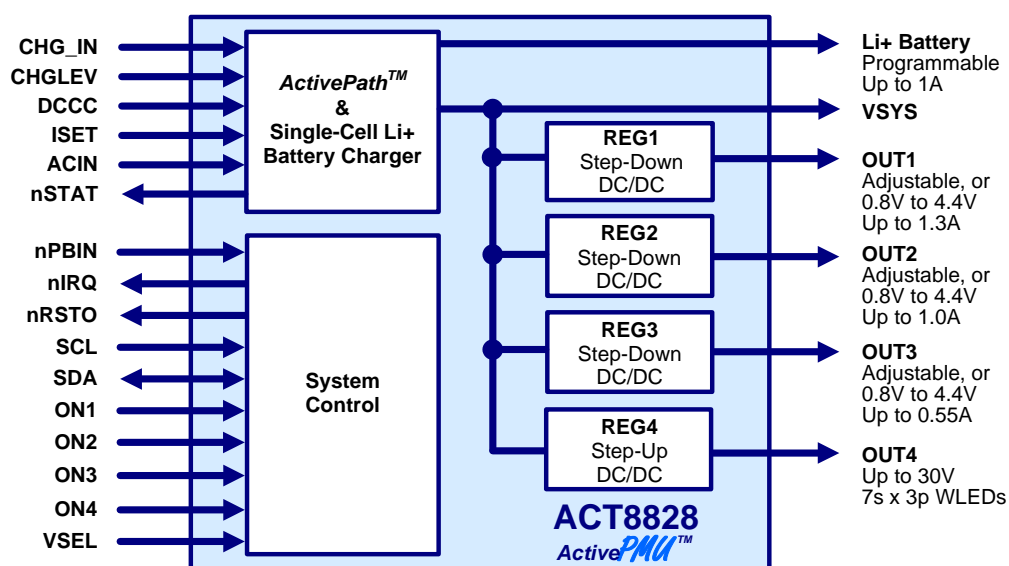 CHG_IN
CHGLEV
DCCC
ISET
ACIN
nSTAT
nPBIN
nIRQ
nRSTO
SCL
SDA
ON1
ON2
ON3
ON4
VSEL
ActivePath™
&
Single-Cell Li+
Battery Charger
System
Control
REG1
Step-Down
DC/DC
REG2
Step-Down
DC/DC
REG3
Step-Down
DC/DC
REG4
Step-Up
DC/DC
ACT8828
ActivePMU™
Li+ Battery
Programmable
Up to 1A
VSYS
OUT1
Adjustable, or
0.8V to 4.4V
Up to 1.3A
OUT2
Adjustable, or
0.8V to 4.4V
Up to 1.0A
OUT3
Adjustable, or
0.8V to 4.4V
Up to 0.55A
OUT4
Up to 30V
7s x 3p WLEDs